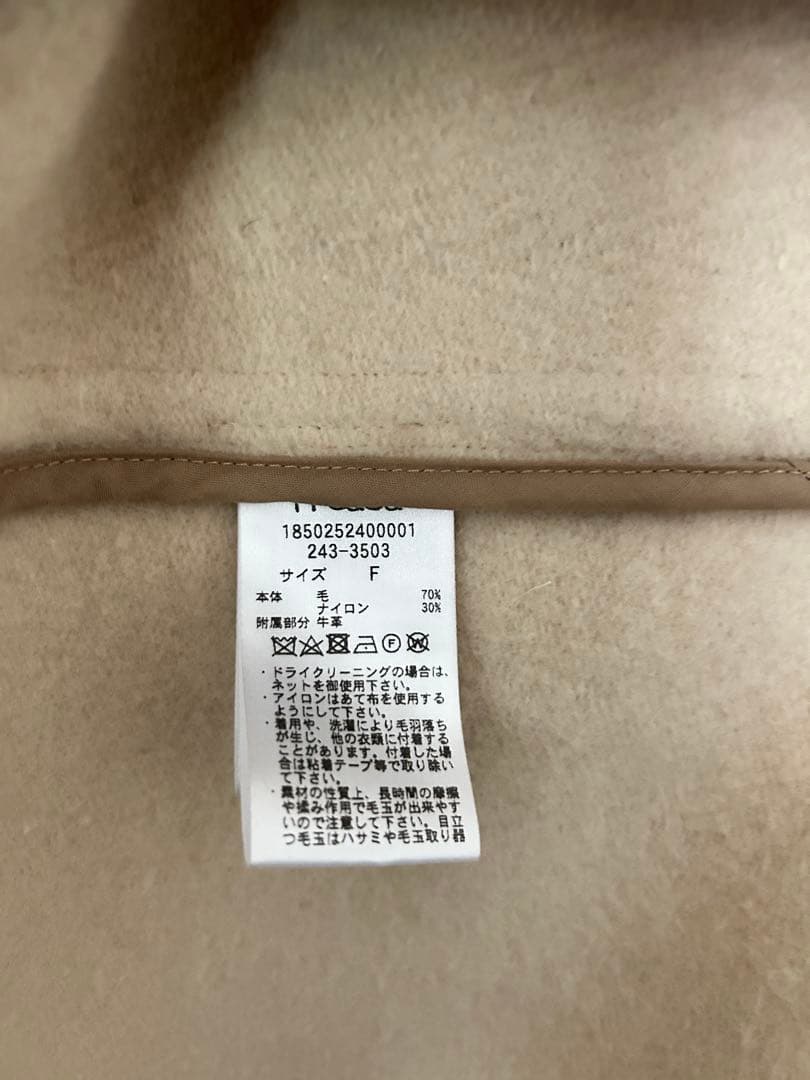 1850252400001
243-3503
サイズ F
本体 毛 70%
ナイロン 30%
附属部分 牛革
F W
・ドライクリーニングの場合は、
ネットを御使用下さい。
・アイロンはあて布を使用する
ようにして下さい。
・着用や、洗濯により毛羽落ち
が生じ、他の衣類に付着する
ことがあります。付着した場
合は粘着テープ等で取り除い
て下さい。
・素材の性質上、長時間の摩擦
や揉み作用で毛玉が出来やす
いので注意して下さい。目立
つ毛玉はハサミや毛玉取り器